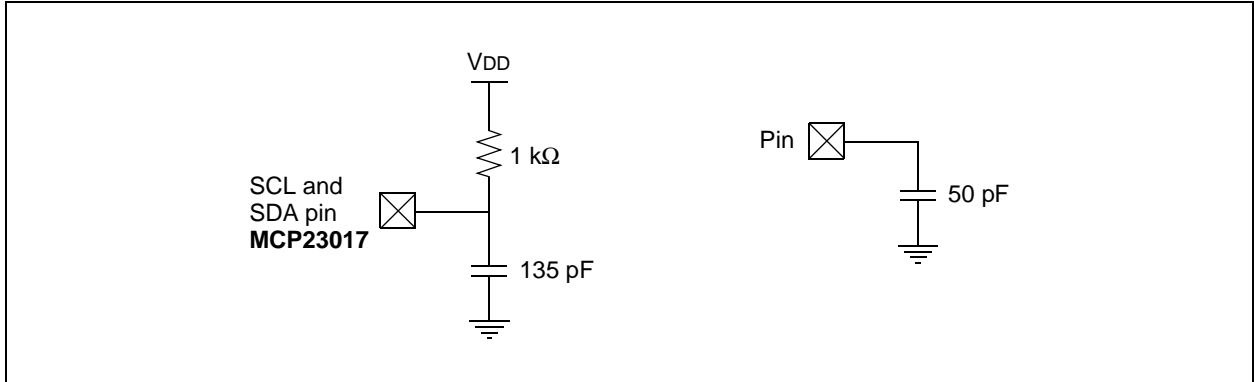 VDD
1 kΩ
SCL and
SDA pin
MCP23017
135 pF
Pin
50 pF